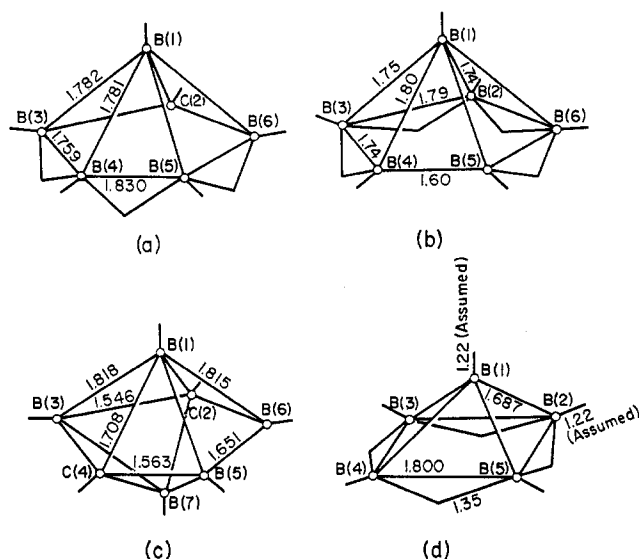 B(1)
1.782
1.781
B(3)
C(2)
B(6)
1.759
B(4)
B(5)
1.830
(a)
B(1)
1.75
1.80
1.74
B(2)
1.79
B(3)
B(6)
1.74
B(4)
B(5)
1.60
(b)
B(1)
1.818
1.815
1.546
B(3)
C(2)
B(6)
1.708
1.651
C(4)
1.563
B(5)
B(7)
(c)
1.22 (Assumed)
B(1)
B(3)
1.687
B(2)
1.22
(Assumed)
B(4)
1.800
B(5)
1.35
(d)